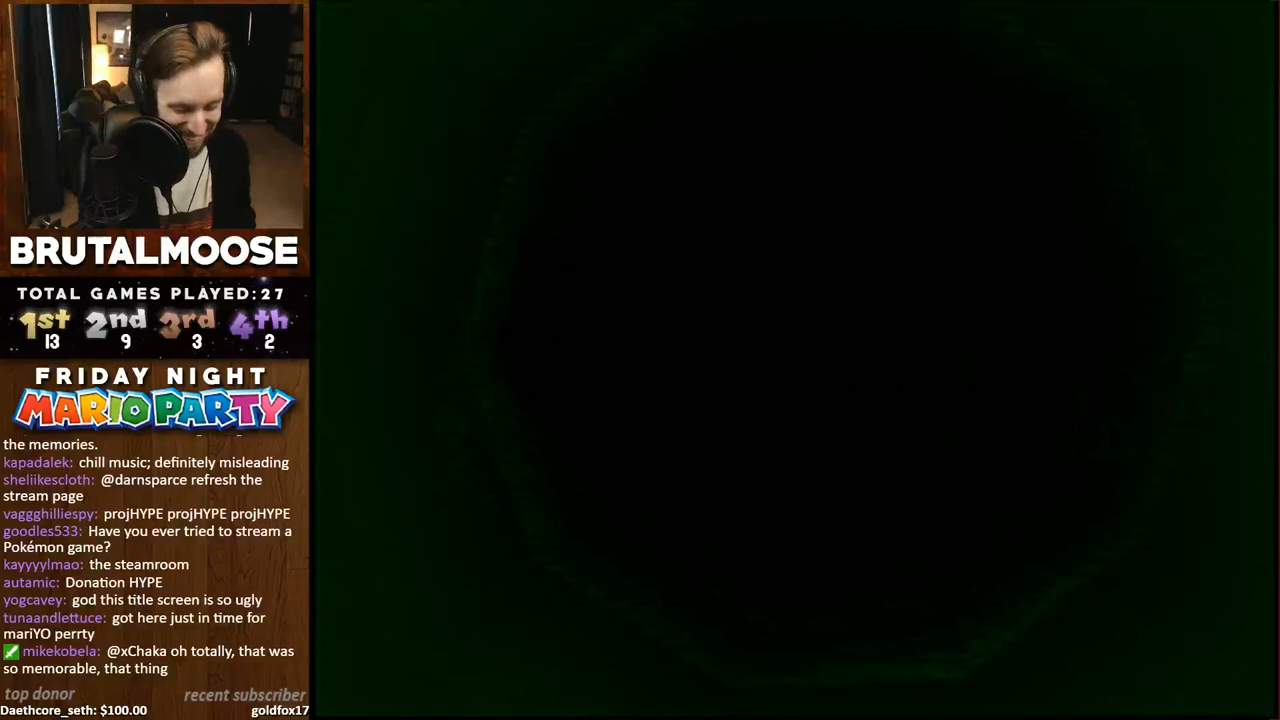 BRUTALMOOSE
TOTAL GAMES PLAYED:27
1st 2nd 3rd 4th
13 9 3 2
FRIDAY NIGHT
MARIO PARTY
the memories.
kapadalek: chill music; definitely misleading
sheliikescloth: @darnsparce refresh the
stream page
vaggghilliespy: projHYPE projHYPE projHYPE
goodles533: Have you ever tried to stream a
Pokémon game?
kayyyylmao: the steamroom
autamic: Donation HYPE
yogcavey: god this title screen is so ugly
tunaandlettuce: got here just in time for
mariYO perrty
mikekobela: @xChaka oh totally, that was
so memorable, that thing
top donor recent subscriber
Daethcore_seth: $100.00 goldfox17